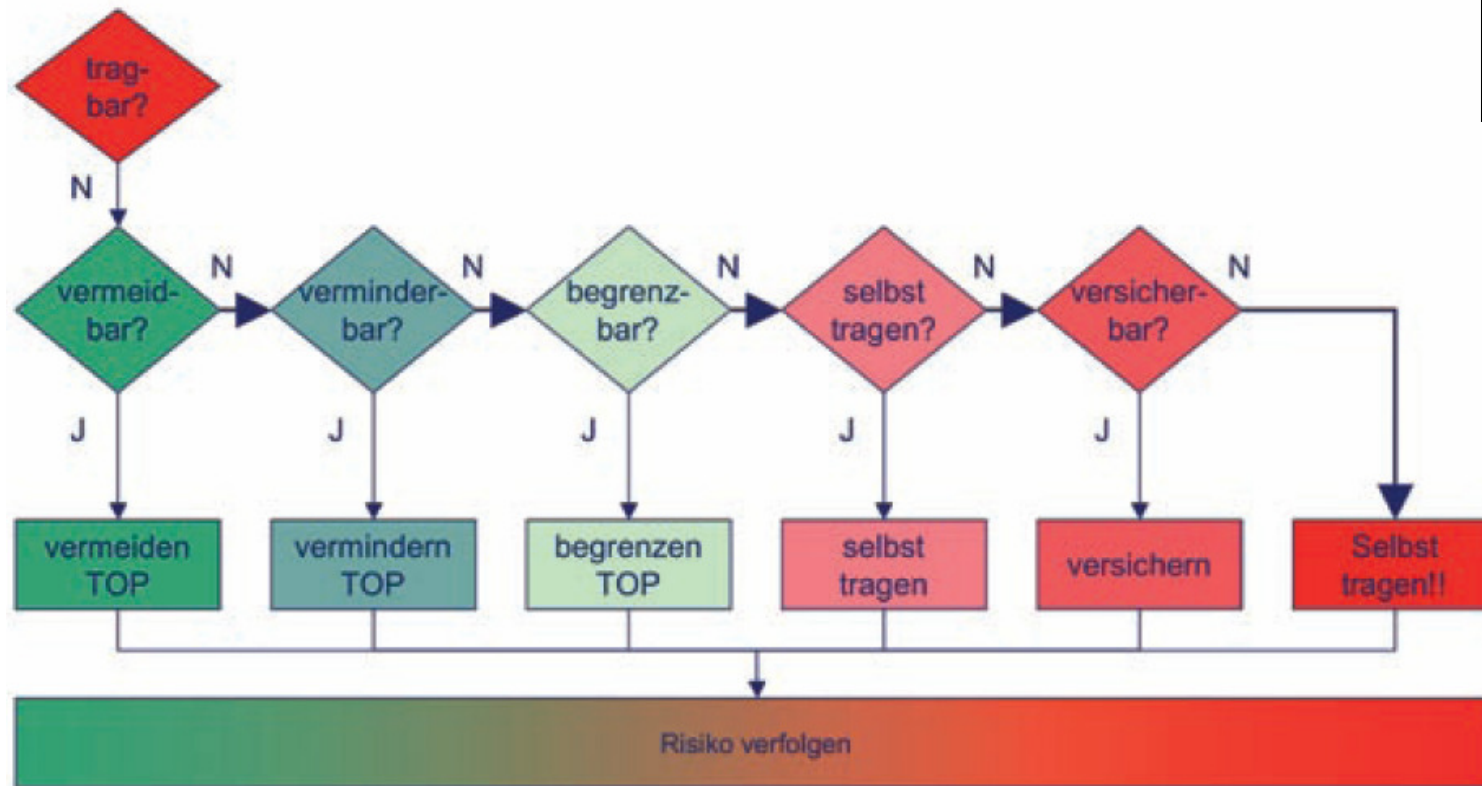 trag-
bar?
N
vermeid-
bar?
N
verminder-
bar?
N
begrenz-
bar?
N
selbst
tragen?
N
versicher-
bar?
N
J
J
J
J
J
vermeiden
TOP
vermindern
TOP
begrenzen
TOP
selbst
tragen
versichern
Selbst
tragen!!
Risiko verfolgen